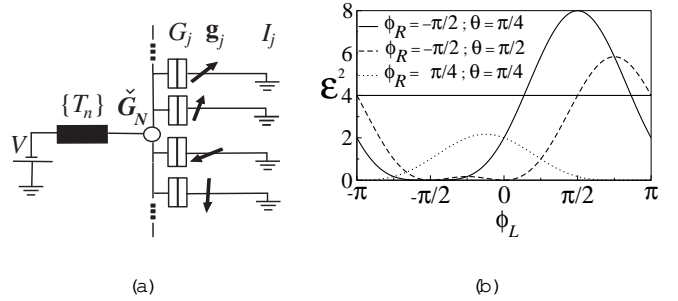 G_j g_j I_j
{T_n} Ğ_N
V
(a)
ϕ_R = −π/2 ; θ = π/4
ϕ_R = −π/2 ; θ = π/2
ϕ_R = π/4 ; θ = π/4
8
6
ε²
4
2
0
-π -π/2 0 π/2 π
ϕ_L
(b)